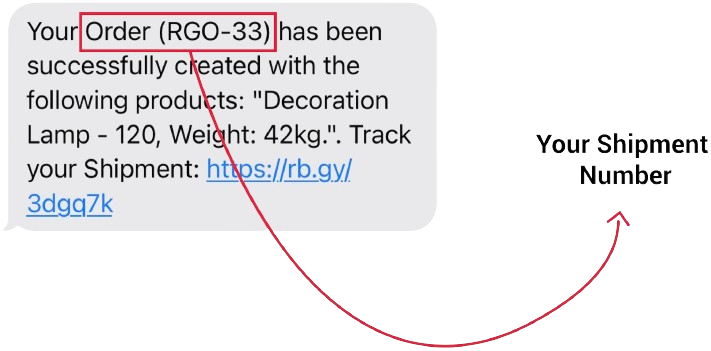 Your Order (RGO-33) has been
successfully created with the
following products: "Decoration
Lamp - 120, Weight: 42kg.". Track
your Shipment: https://rb.gy/
3dgq7k
Your Shipment
Number